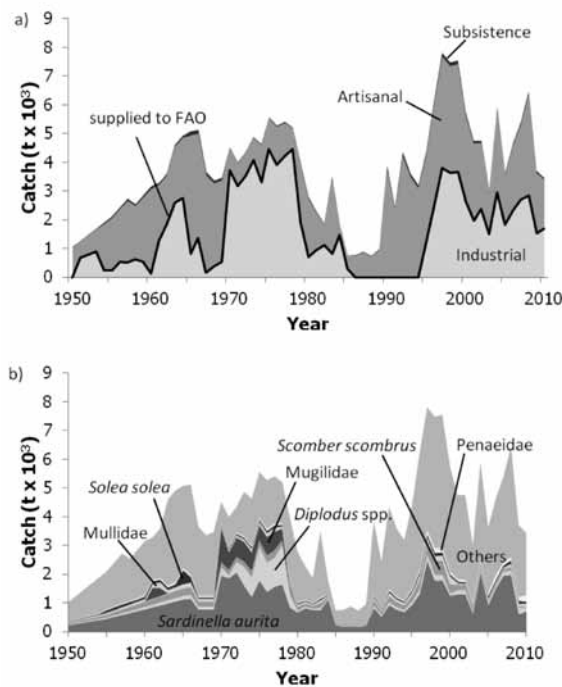 a)
Catch (t x 10³)
9
8
7
6
5
4
3
2
1
0
Subsistence
Artisanal
supplied to FAO
Industrial
1950 1960 1970 1980 1990 2000 2010
Year
b)
Catch (t x 10³)
9
8
7
6
5
4
3
2
1
0
Scomber scombrus
Penaeidae
Solea solea
Mugilidae
Mullidae
Diplodus spp.
Others
Sardinella aurita
1950 1960 1970 1980 1990 2000 2010
Year